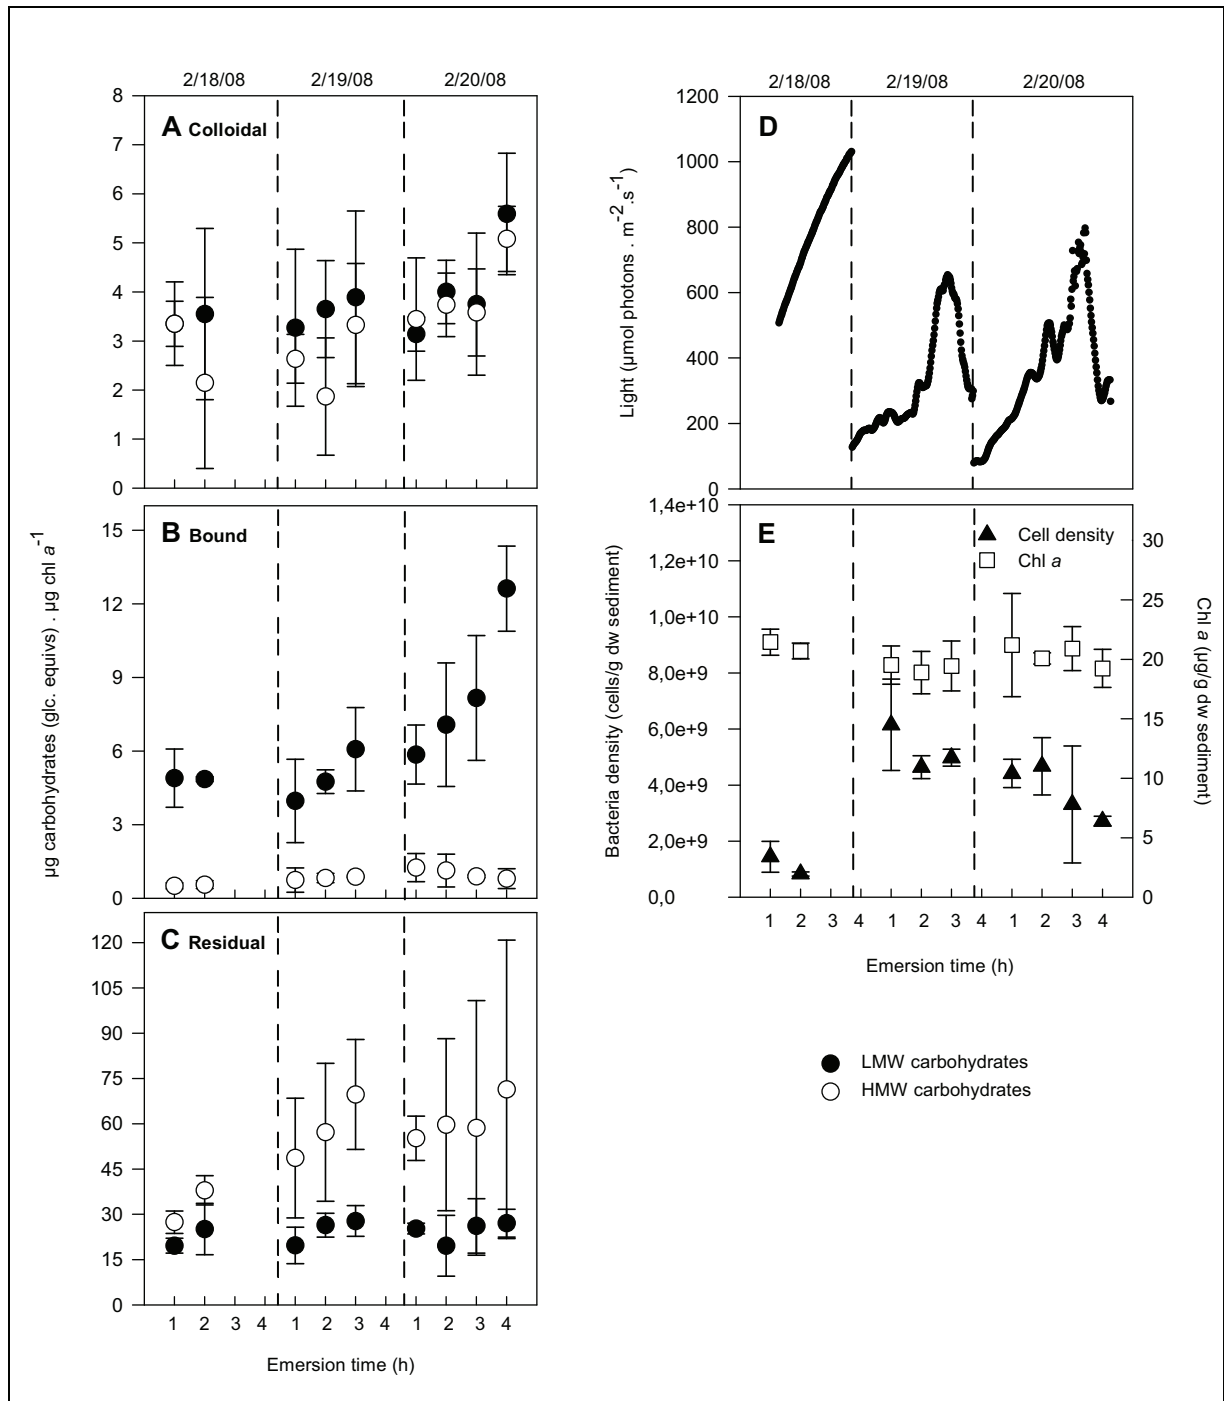 2/18/08 2/19/08 2/20/08
A Colloidal
8
7
6
5
4
3
2
1
0
B Bound
15
12
9
6
3
0
µg carbohydrates (glc. equivs) . µg chl a-1
C Residual
120
105
90
75
60
45
30
15
0
1 2 3 4 1 2 3 4 1 2 3 4
Emersion time (h)
2/18/08 2/19/08 2/20/08
D
1200
1000
800
600
400
200
0
Light (µmol photons . m-2.s-1)
E
Cell density
Chl a
1,4e+10
1,2e+10
1,0e+10
8,0e+9
6,0e+9
4,0e+9
2,0e+9
0,0
Bacteria density (cells/g dw sediment)
30
25
20
15
10
5
0
Chl a (µg/g dw sediment)
1 2 3 4 1 2 3 4 1 2 3 4
Emersion time (h)
LMW carbohydrates
HMW carbohydrates